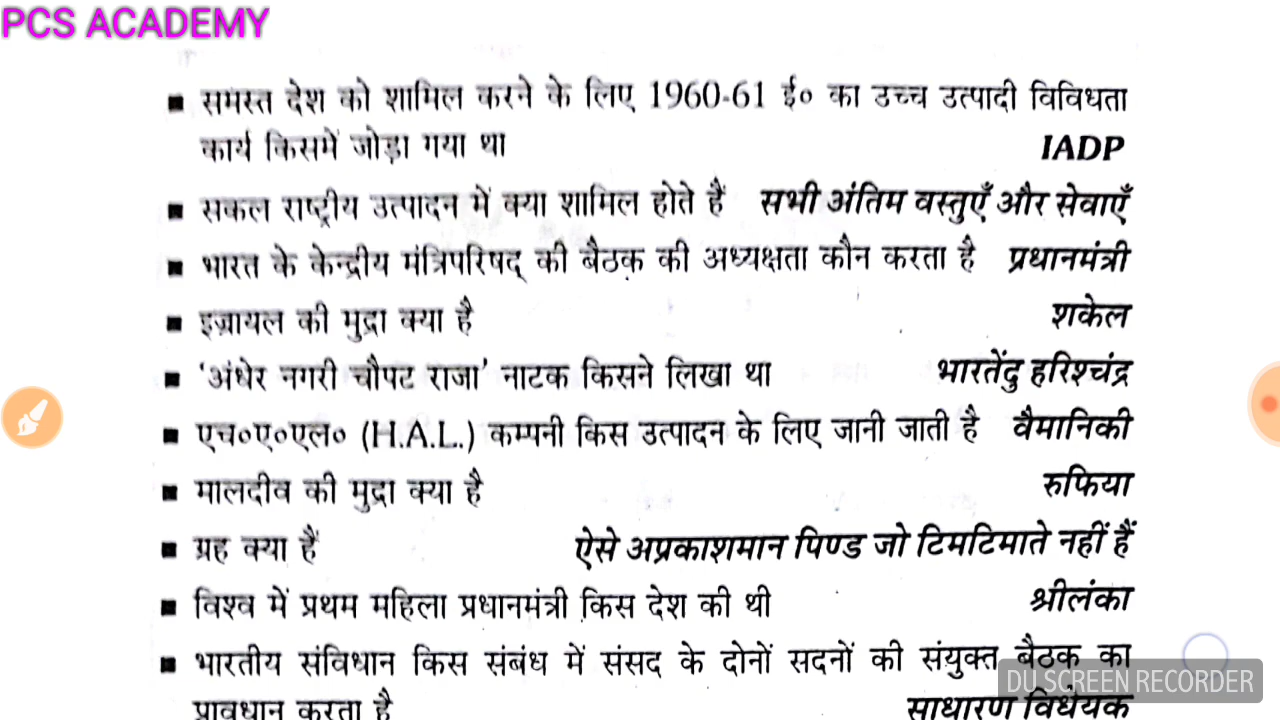 PCS ACADEMY
▪ समस्त देश को शामिल करने के लिए 1960-61 ई० का उच्च उत्पादी विविधता
कार्य किसमें जोड़ा गया था IADP
▪ सकल राष्ट्रीय उत्पादन में क्या शामिल होते हैं सभी अंतिम वस्तुएँ और सेवाएँ
▪ भारत के केन्द्रीय मंत्रिपरिषद् की बैठक की अध्यक्षता कौन करता है प्रधानमंत्री
▪ इज़्रायल की मुद्रा क्या है शकेल
▪ ‘अंधेर नगरी चौपट राजा’ नाटक किसने लिखा था भारतेंदु हरिश्चंद्र
▪ एच०ए०एल० (H.A.L.) कम्पनी किस उत्पादन के लिए जानी जाती है वैमानिकी
▪ मालदीव की मुद्रा क्या है रुफिया
▪ ग्रह क्या हैं ऐसे अप्रकाशमान पिण्ड जो टिमटिमाते नहीं हैं
▪ विश्व में प्रथम महिला प्रधानमंत्री किस देश की थी श्रीलंका
▪ भारतीय संविधान किस संबंध में संसद के दोनों सदनों की संयुक्त बैठक का
प्रावधान करता है साधारण विधेयक
DU SCREEN RECORDER